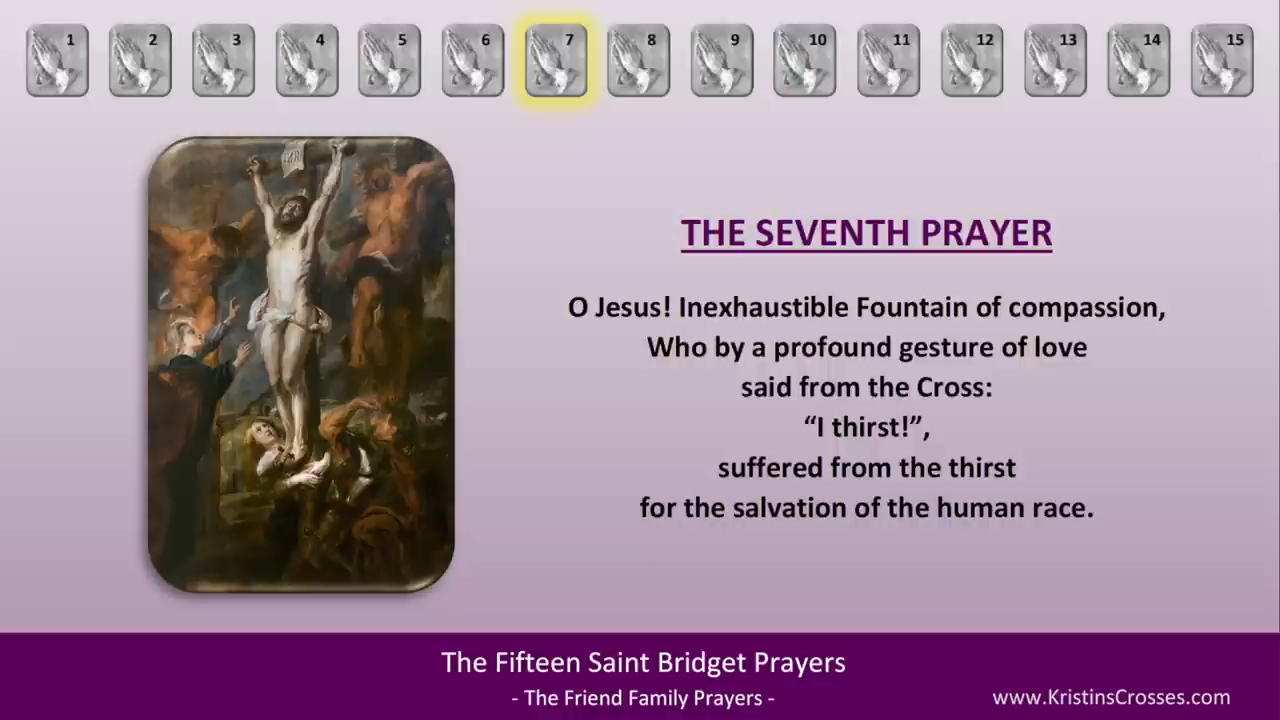 1 2 3 4 5 6 7 8 9 10 11 12 13 14 15
THE SEVENTH PRAYER
O Jesus! Inexhaustible Fountain of compassion,
Who by a profound gesture of love
said from the Cross:
“I thirst!”,
suffered from the thirst
for the salvation of the human race.
The Fifteen Saint Bridget Prayers
- The Friend Family Prayers -
www.KristinsCrosses.com